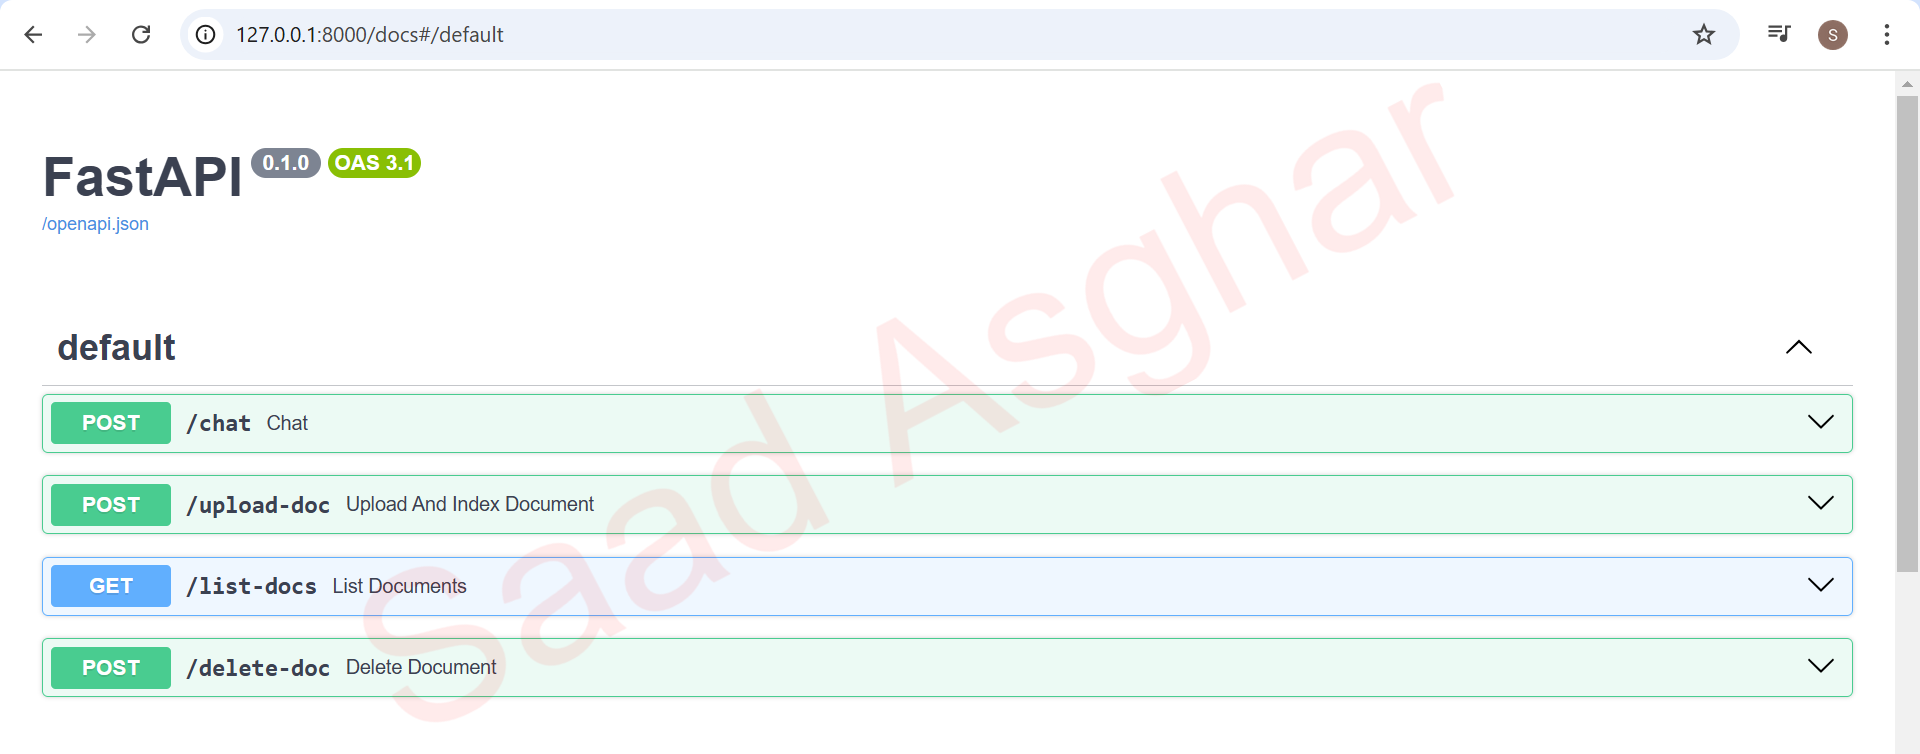 127.0.0.1:8000/docs#/default
S
FastAPI 0.1.0 OAS 3.1
/openapi.json
default
POST /chat Chat
POST /upload-doc Upload And Index Document
GET /list-docs List Documents
POST /delete-doc Delete Document
Saad Asghar